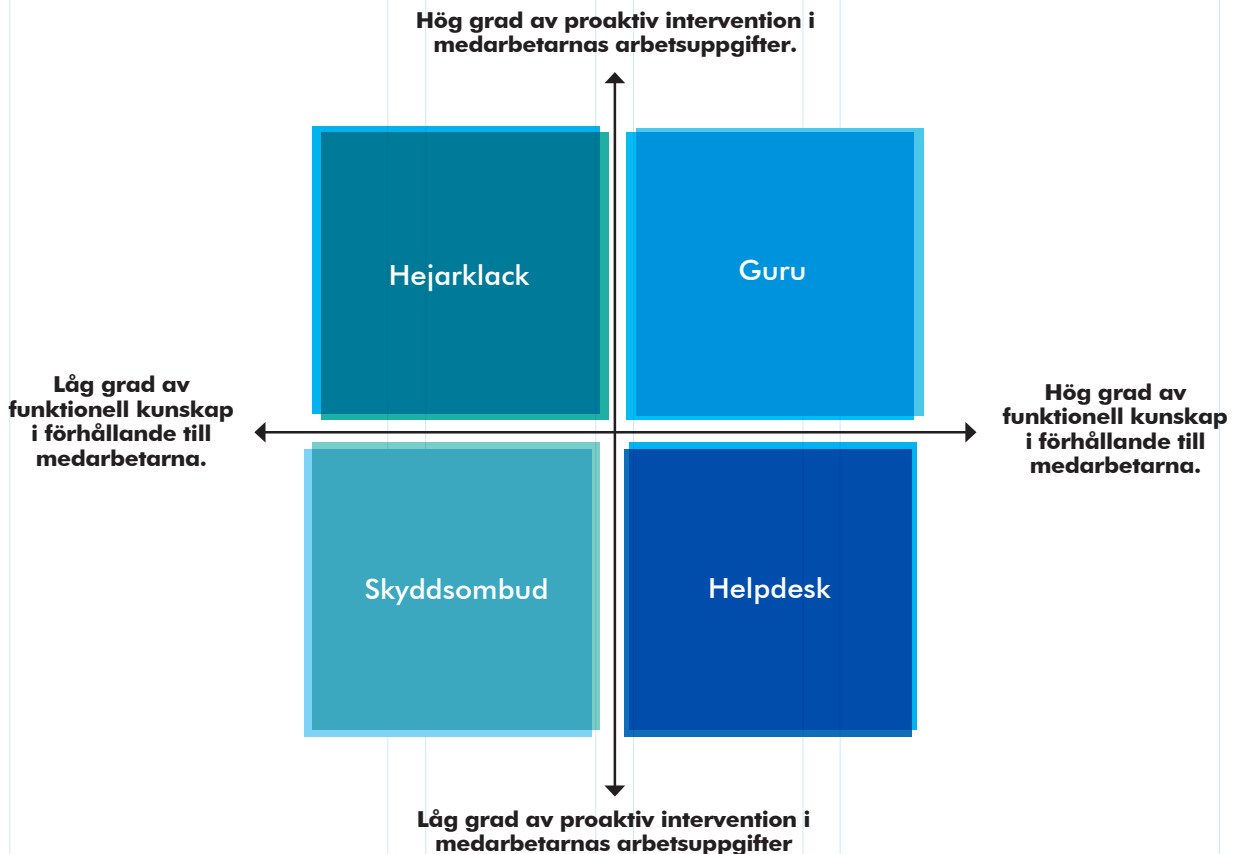 Hög grad av proaktiv intervention i
medarbetarnas arbetsuppgifter.
Hejarklack
Guru
Låg grad av
funktionell kunskap
i förhållande till
medarbetarna.
Hög grad av
funktionell kunskap
i förhållande till
medarbetarna.
Skyddsombud
Helpdesk
Låg grad av proaktiv intervention i
medarbetarnas arbetsuppgifter